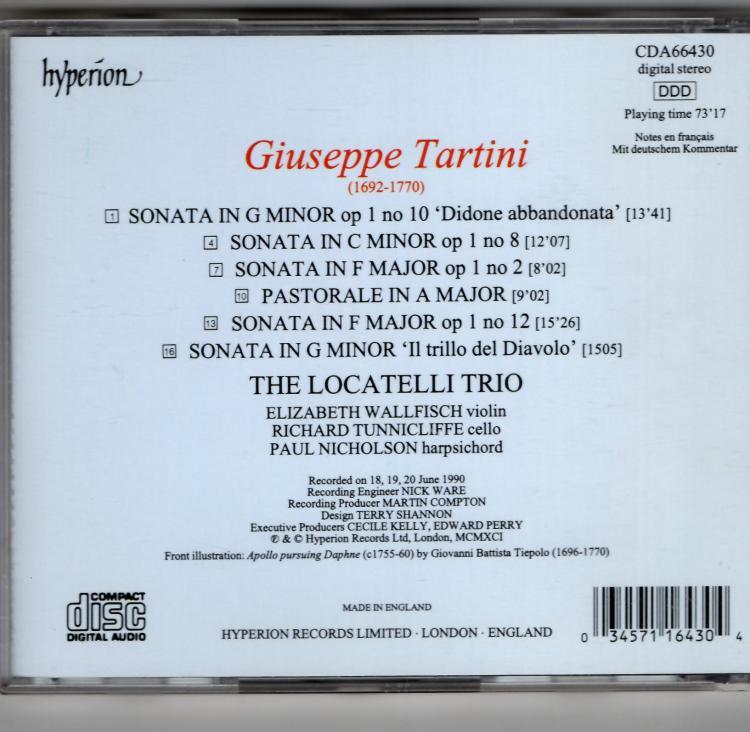 hyperion
CDA66430
digital stereo
DDD
Playing time 73'17
Notes en français
Mit deutschem Kommentar
Giuseppe Tartini
(1692-1770)
1 SONATA IN G MINOR op 1 no 10 ‘Didone abbandonata’ [13'41]
4 SONATA IN C MINOR op 1 no 8 [12'07]
7 SONATA IN F MAJOR op 1 no 2 [8'02]
10 PASTORALE IN A MAJOR [9'02]
13 SONATA IN F MAJOR op 1 no 12 [15'26]
16 SONATA IN G MINOR ‘Il trillo del Diavolo’ [1505]
THE LOCATELLI TRIO
ELIZABETH WALLFISCH violin
RICHARD TUNNICLIFFE cello
PAUL NICHOLSON harpsichord
Recorded on 18, 19, 20 June 1990
Recording Engineer NICK WARE
Recording Producer MARTIN COMPTON
Design TERRY SHANNON
Executive Producers CECILE KELLY, EDWARD PERRY
℗ & © Hyperion Records Ltd, London, MCMXCI
Front illustration: Apollo pursuing Daphne (c1755-60) by Giovanni Battista Tiepolo (1696-1770)
COMPACT
disc
DIGITAL AUDIO
MADE IN ENGLAND
HYPERION RECORDS LIMITED · LONDON · ENGLAND
0 34571 16430 4